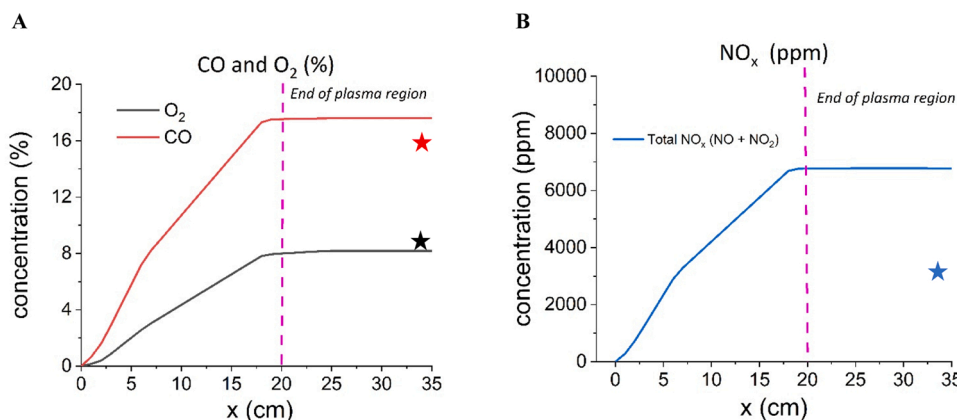 A
CO and O₂ (%)
20
16
12
8
4
0
concentration (%)
O₂
CO
End of plasma region
0 5 10 15 20 25 30 35
x (cm)
B
NOₓ (ppm)
10000
8000
6000
4000
2000
0
concentration (ppm)
End of plasma region
Total NOₓ (NO + NO₂)
0 5 10 15 20 25 30 35
x (cm)